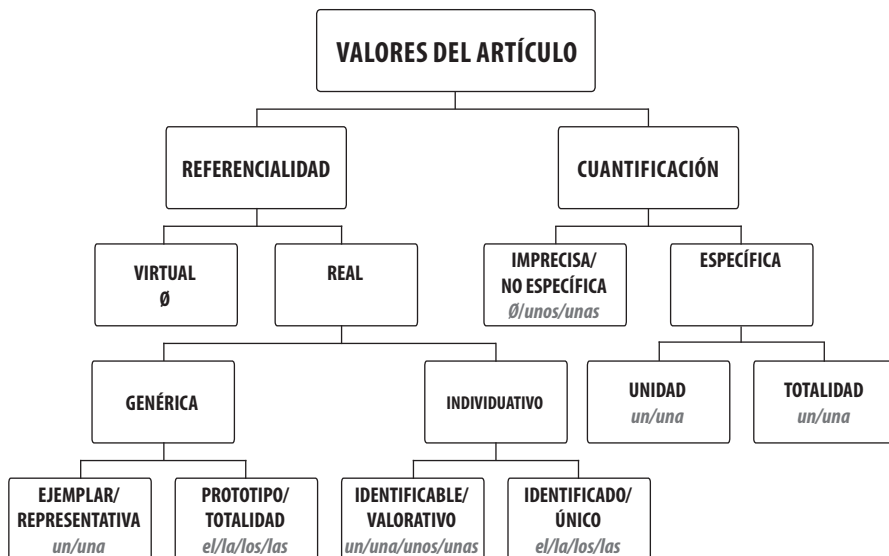 VALORES DEL ARTÍCULO
REFERENCIALIDAD
CUANTIFICACIÓN
VIRTUAL
Ø
REAL
IMPRECISA/
NO ESPECÍFICA
Ø/unos/unas
ESPECÍFICA
GENÉRICA
INDIVIDUATIVO
UNIDAD
un/una
TOTALIDAD
un/una
EJEMPLAR/
REPRESENTATIVA
un/una
PROTOTIPO/
TOTALIDAD
el/la/los/las
IDENTIFICABLE/
VALORATIVO
un/una/unos/unas
IDENTIFICADO/
ÚNICO
el/la/los/las